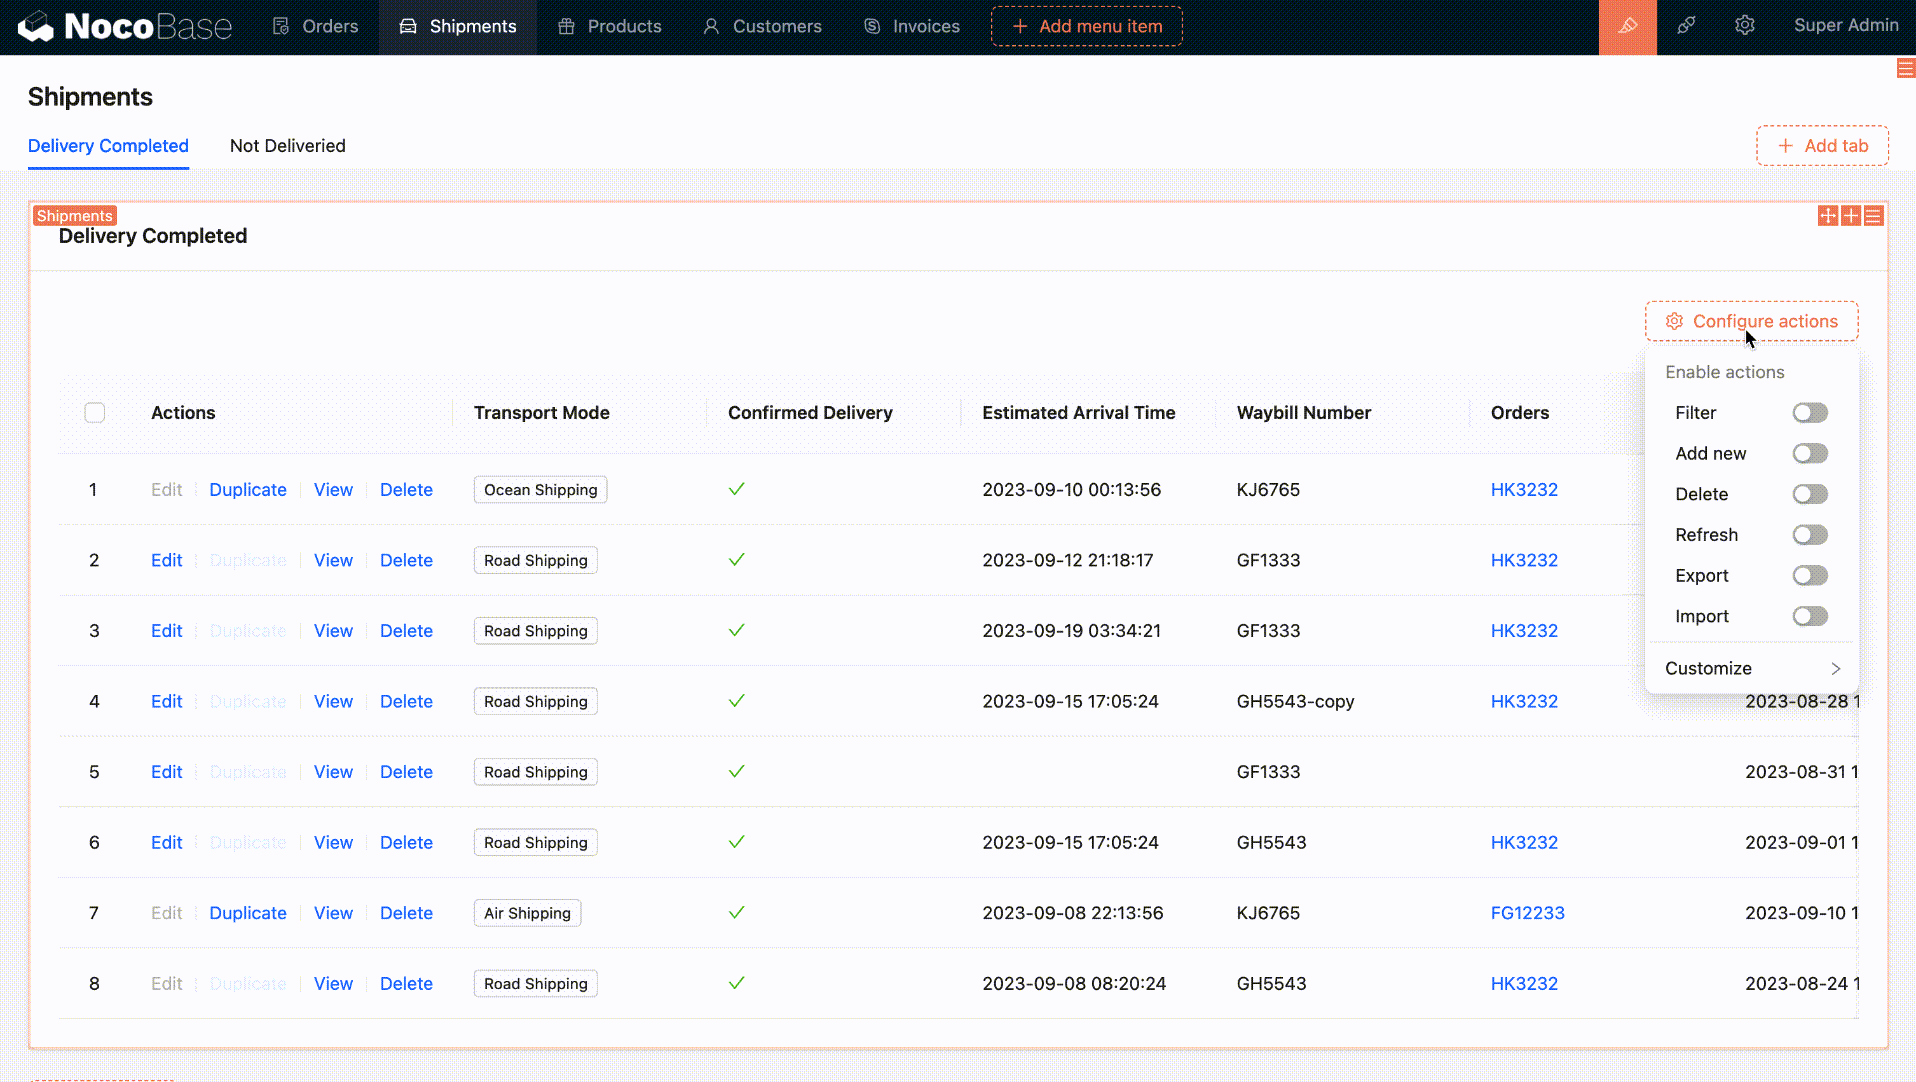 NocoBase Orders Shipments Products Customers Invoices Add menu item Super Admin
Shipments
Delivery Completed Not Deliveried Add tab
Shipments
Delivery Completed
Configure actions
Enable actions
Filter
Add new
Delete
Refresh
Export
Import
Customize
Actions Transport Mode Confirmed Delivery Estimated Arrival Time Waybill Number Orders
1 Edit Duplicate View Delete Ocean Shipping 2023-09-10 00:13:56 KJ6765 HK3232
2 Edit Duplicate View Delete Road Shipping 2023-09-12 21:18:17 GF1333 HK3232
3 Edit Duplicate View Delete Road Shipping 2023-09-19 03:34:21 GF1333 HK3232
4 Edit Duplicate View Delete Road Shipping 2023-09-15 17:05:24 GH5543-copy HK3232 2023-08-28 1
5 Edit Duplicate View Delete Road Shipping GF1333 2023-08-31 1
6 Edit Duplicate View Delete Road Shipping 2023-09-15 17:05:24 GH5543 HK3232 2023-09-01 1
7 Edit Duplicate View Delete Air Shipping 2023-09-08 22:13:56 KJ6765 FG12233 2023-09-10 1
8 Edit Duplicate View Delete Road Shipping 2023-09-08 08:20:24 GH5543 HK3232 2023-08-24 1